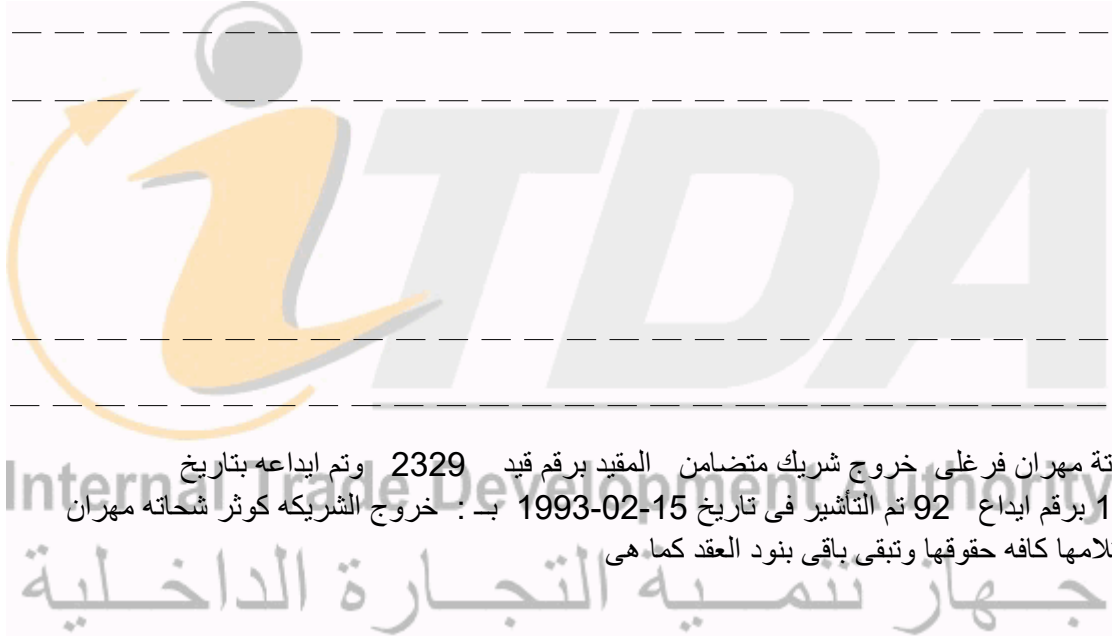 iTDA
تة مهران فرغلى خروج شريك متضامن المقيد برقم قيد 2329 وتم ايداعه بتاريخ
Internal Trade Development Authority
1 برقم ايداع 92 تم التأشير فى تاريخ 15-02-1993 بـ : خروج الشريكه كوثر شحاته مهران
لامها كافه حقوقها وتبقى باقى بنود العقد كما هى
جهاز تنمية التجارة الداخلية